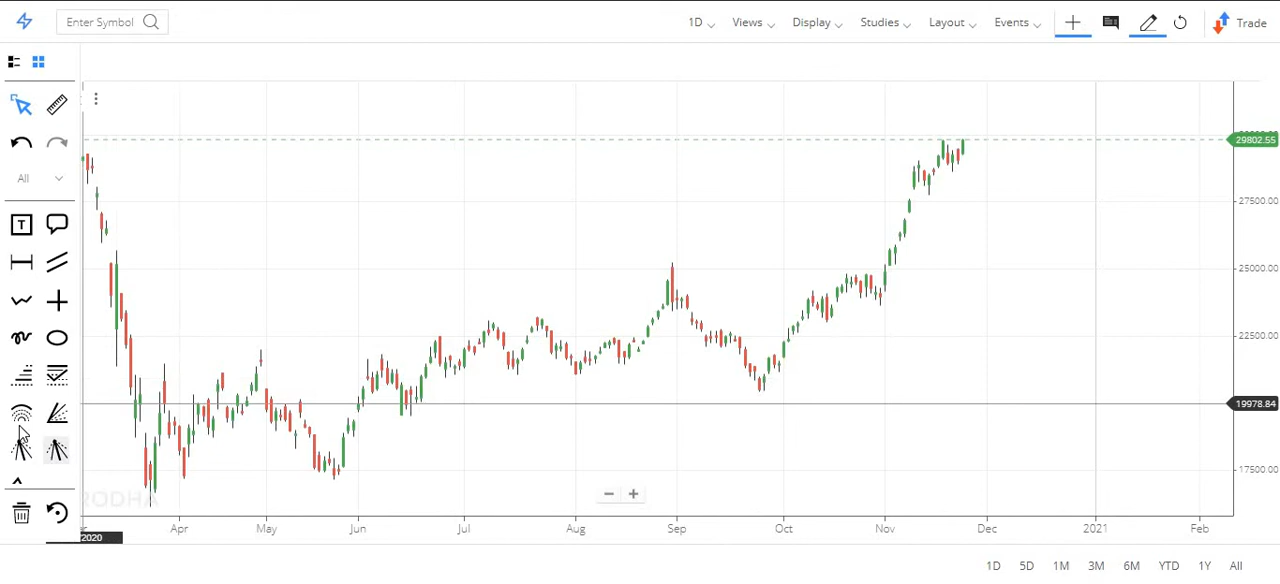 Enter Symbol
1D Views Display Studies Layout Events Trade
All
T
29802.55
27500.00
25000.00
22500.00
19978.84
17500.00
RODHA
Apr May Jun Jul Aug Sep Oct Nov Dec 2021 Feb
2020
1D 5D 1M 3M 6M YTD 1Y All